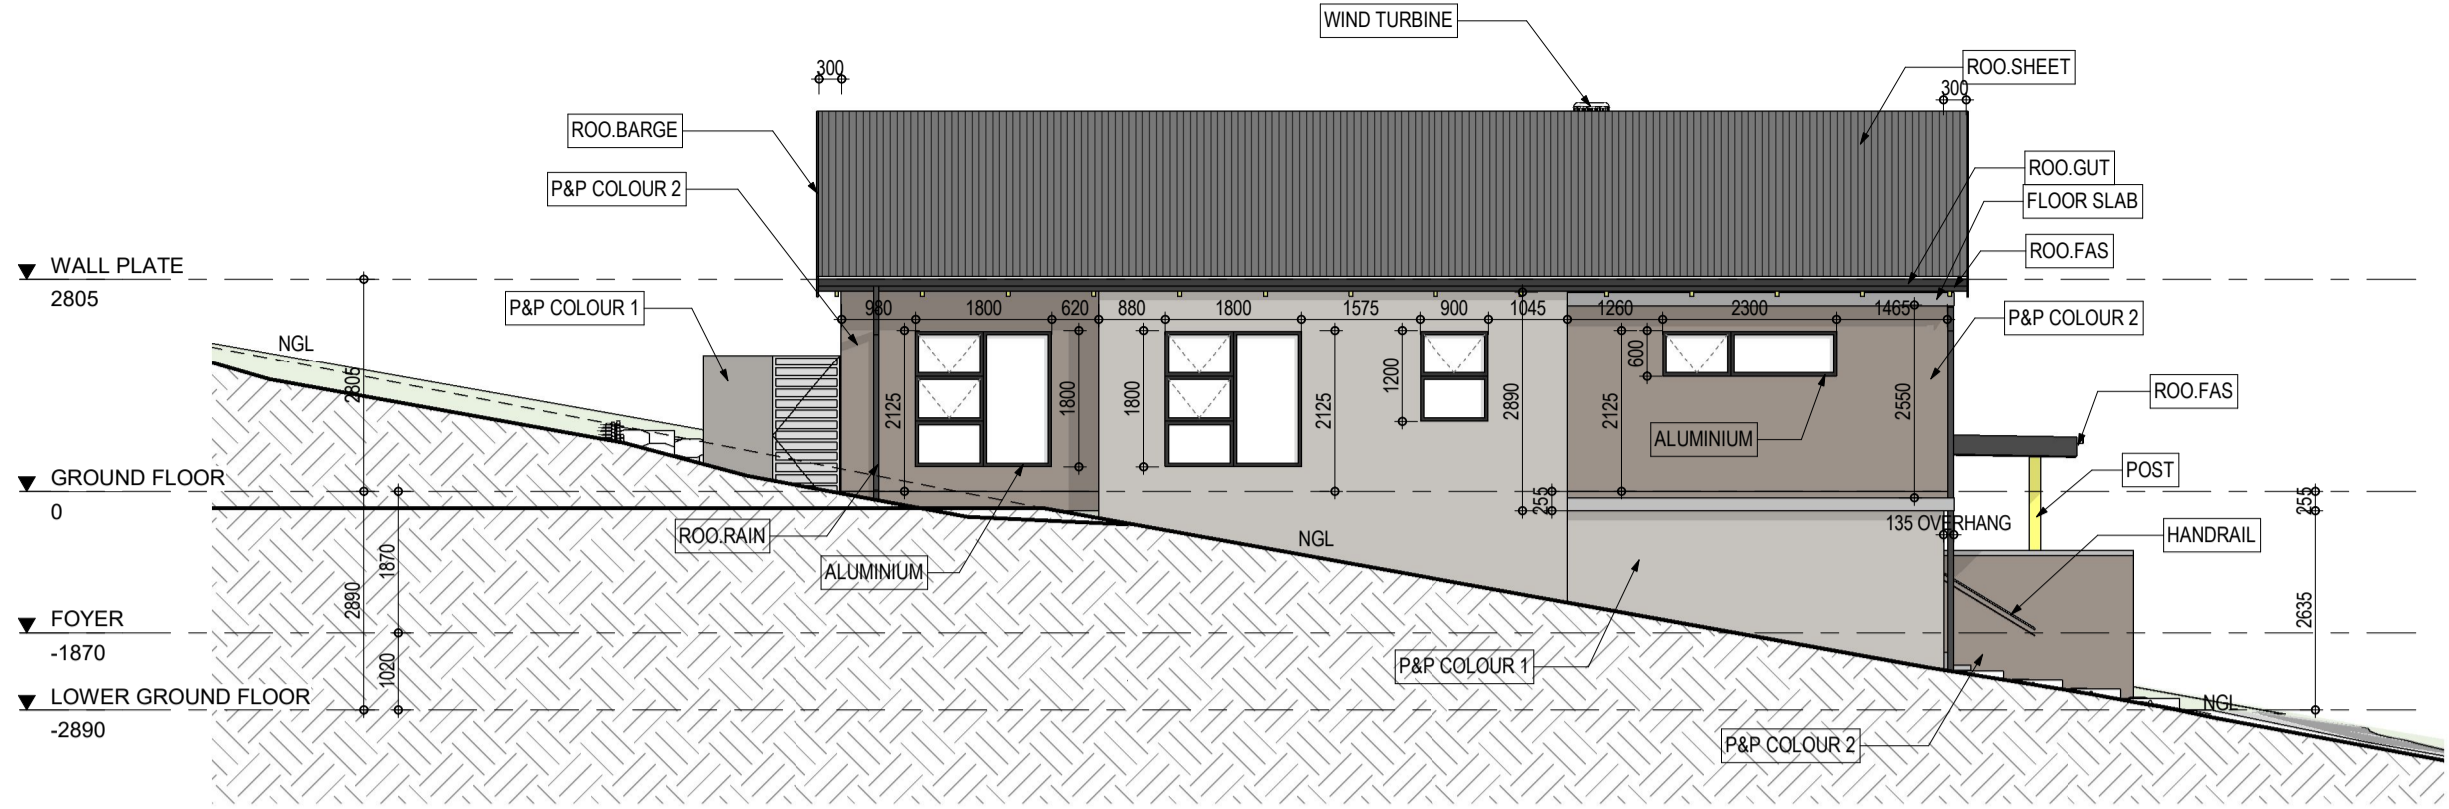 WIND TURBINE
300
ROO.SHEET
300
ROO.BARGE
P&P COLOUR 2
ROO.GUT
FLOOR SLAB
ROO.FAS
WALL PLATE
2805
P&P COLOUR 1
980 1800 620 880 1800 1575 900 1045 1260 2300 1465
P&P COLOUR 2
NGL
2805
2125
1800
1800
2125
1200
2890
2125
600
2550
ALUMINIUM
ROO.FAS
GROUND FLOOR
0
POST
255
255
135 OVERHANG
ROO.RAIN
ALUMINIUM
NGL
HANDRAIL
1870
2890
2635
FOYER
-1870
1020
P&P COLOUR 1
LOWER GROUND FLOOR
-2890
NGL
P&P COLOUR 2